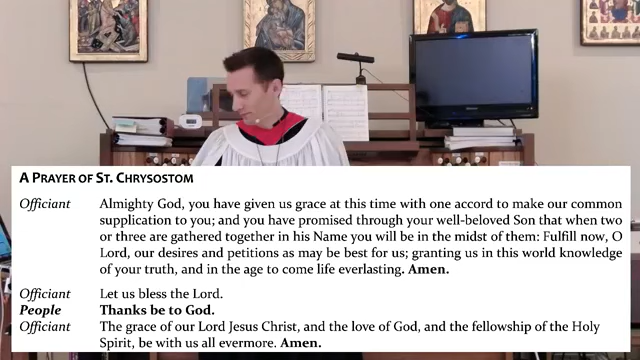 A PRAYER OF ST. CHRYSOSTOM
Officiant Almighty God, you have given us grace at this time with one accord to make our common
supplication to you; and you have promised through your well-beloved Son that when two
or three are gathered together in his Name you will be in the midst of them: Fulfill now, O
Lord, our desires and petitions as may be best for us; granting us in this world knowledge
of your truth, and in the age to come life everlasting. Amen.
Officiant Let us bless the Lord.
People Thanks be to God.
Officiant The grace of our Lord Jesus Christ, and the love of God, and the fellowship of the Holy
Spirit, be with us all evermore. Amen.